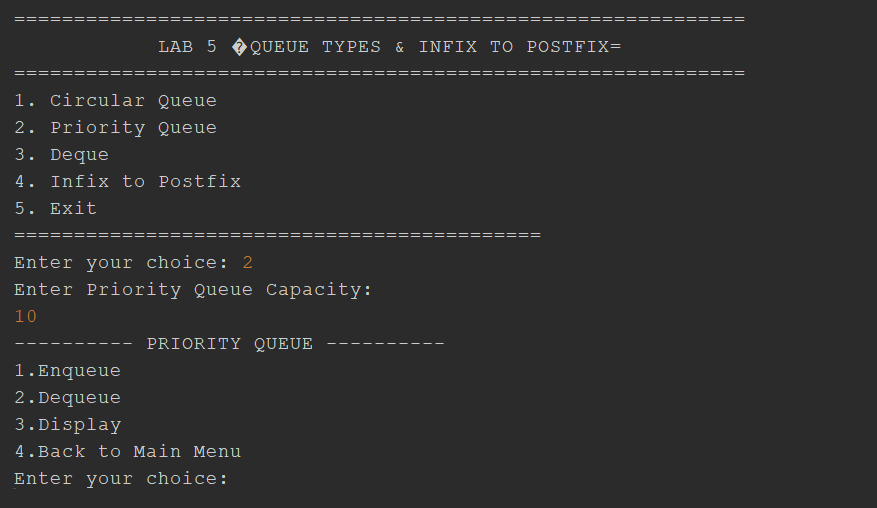 =============================================================
LAB 5 �QUEUE TYPES & INFIX TO POSTFIX=
=============================================================
1. Circular Queue
2. Priority Queue
3. Deque
4. Infix to Postfix
5. Exit
============================================
Enter your choice: 2
Enter Priority Queue Capacity:
10
---------- PRIORITY QUEUE ----------
1.Enqueue
2.Dequeue
3.Display
4.Back to Main Menu
Enter your choice: